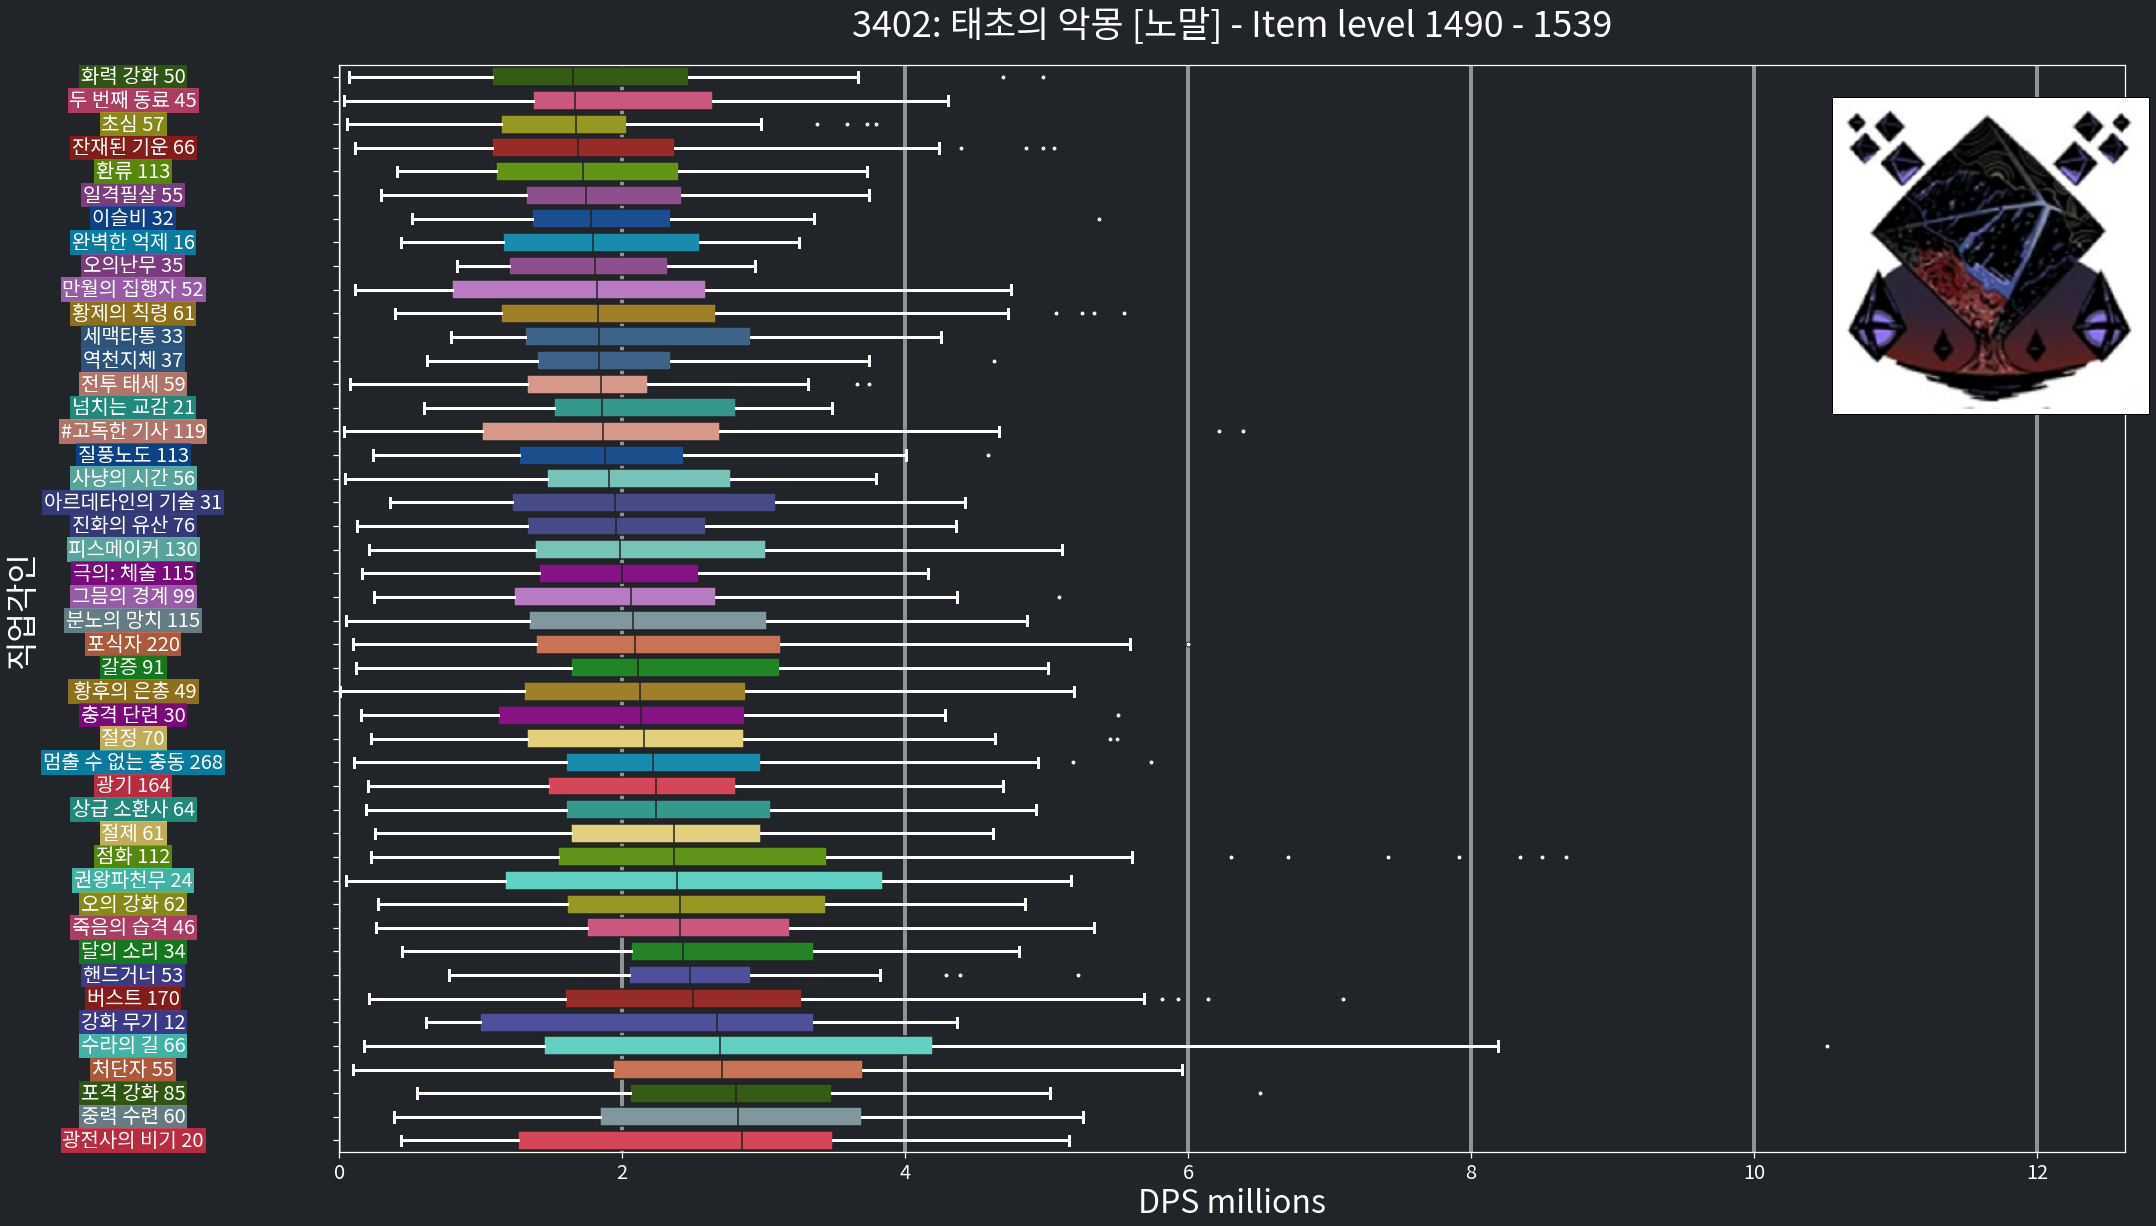 3402: 태초의 악몽 [노말] - Item level 1490 - 1539
화력 강화 50
두 번째 동료 45
초심 57
잔재된 기운 66
환류 113
일격필살 55
이슬비 32
완벽한 억제 16
오의난무 35
만월의 집행자 52
황제의 칙령 61
세맥타통 33
역천지체 37
전투 태세 59
넘치는 교감 21
#고독한 기사 119
질풍노도 113
사냥의 시간 56
아르데타인의 기술 31
진화의 유산 76
피스메이커 130
극의: 체술 115
그믐의 경계 99
분노의 망치 115
포식자 220
갈증 91
황후의 은총 49
충격 단련 30
절정 70
멈출 수 없는 충동 268
광기 164
상급 소환사 64
절제 61
점화 112
권왕파천무 24
오의 강화 62
죽음의 습격 46
달의 소리 34
핸드거너 53
버스트 170
강화 무기 12
수라의 길 66
처단자 55
포격 강화 85
중력 수련 60
광전사의 비기 20
직업각인
0 2 4 6 8 10 12
DPS millions